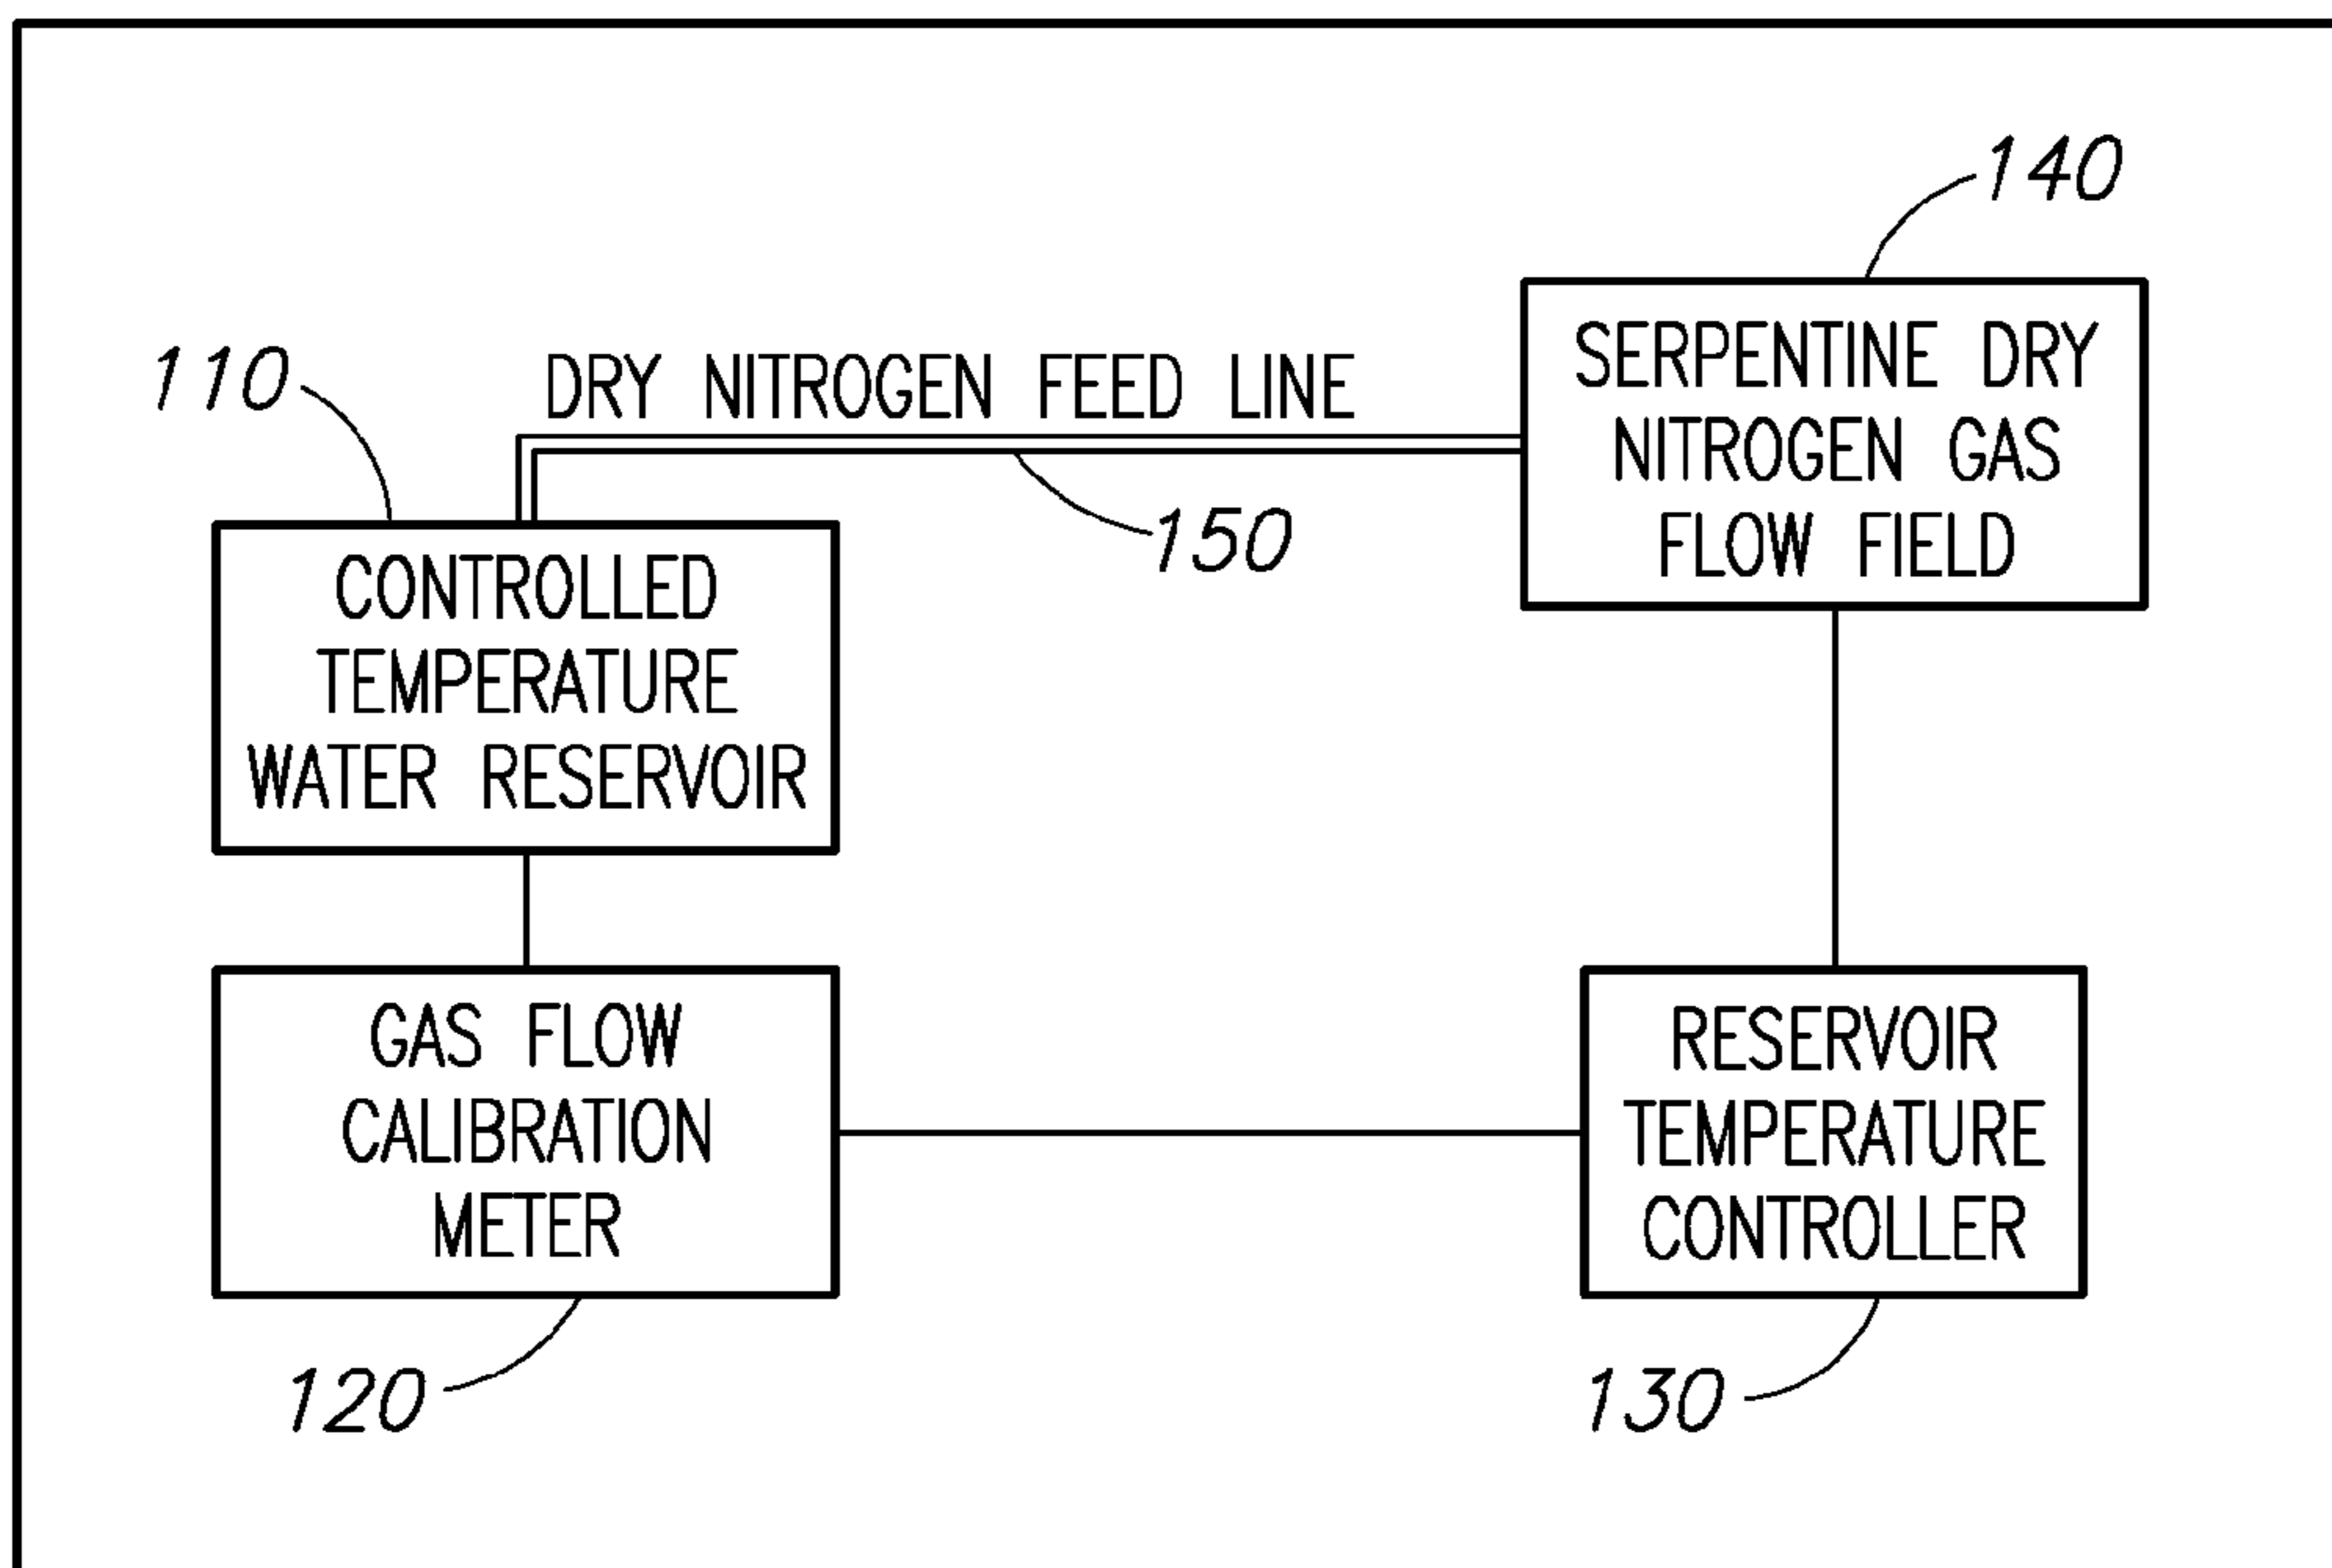 140
110
DRY NITROGEN FEED LINE
SERPENTINE DRY
NITROGEN GAS
FLOW FIELD
150
CONTROLLED
TEMPERATURE
WATER RESERVOIR
GAS FLOW
CALIBRATION
METER
RESERVOIR
TEMPERATURE
CONTROLLER
120
130